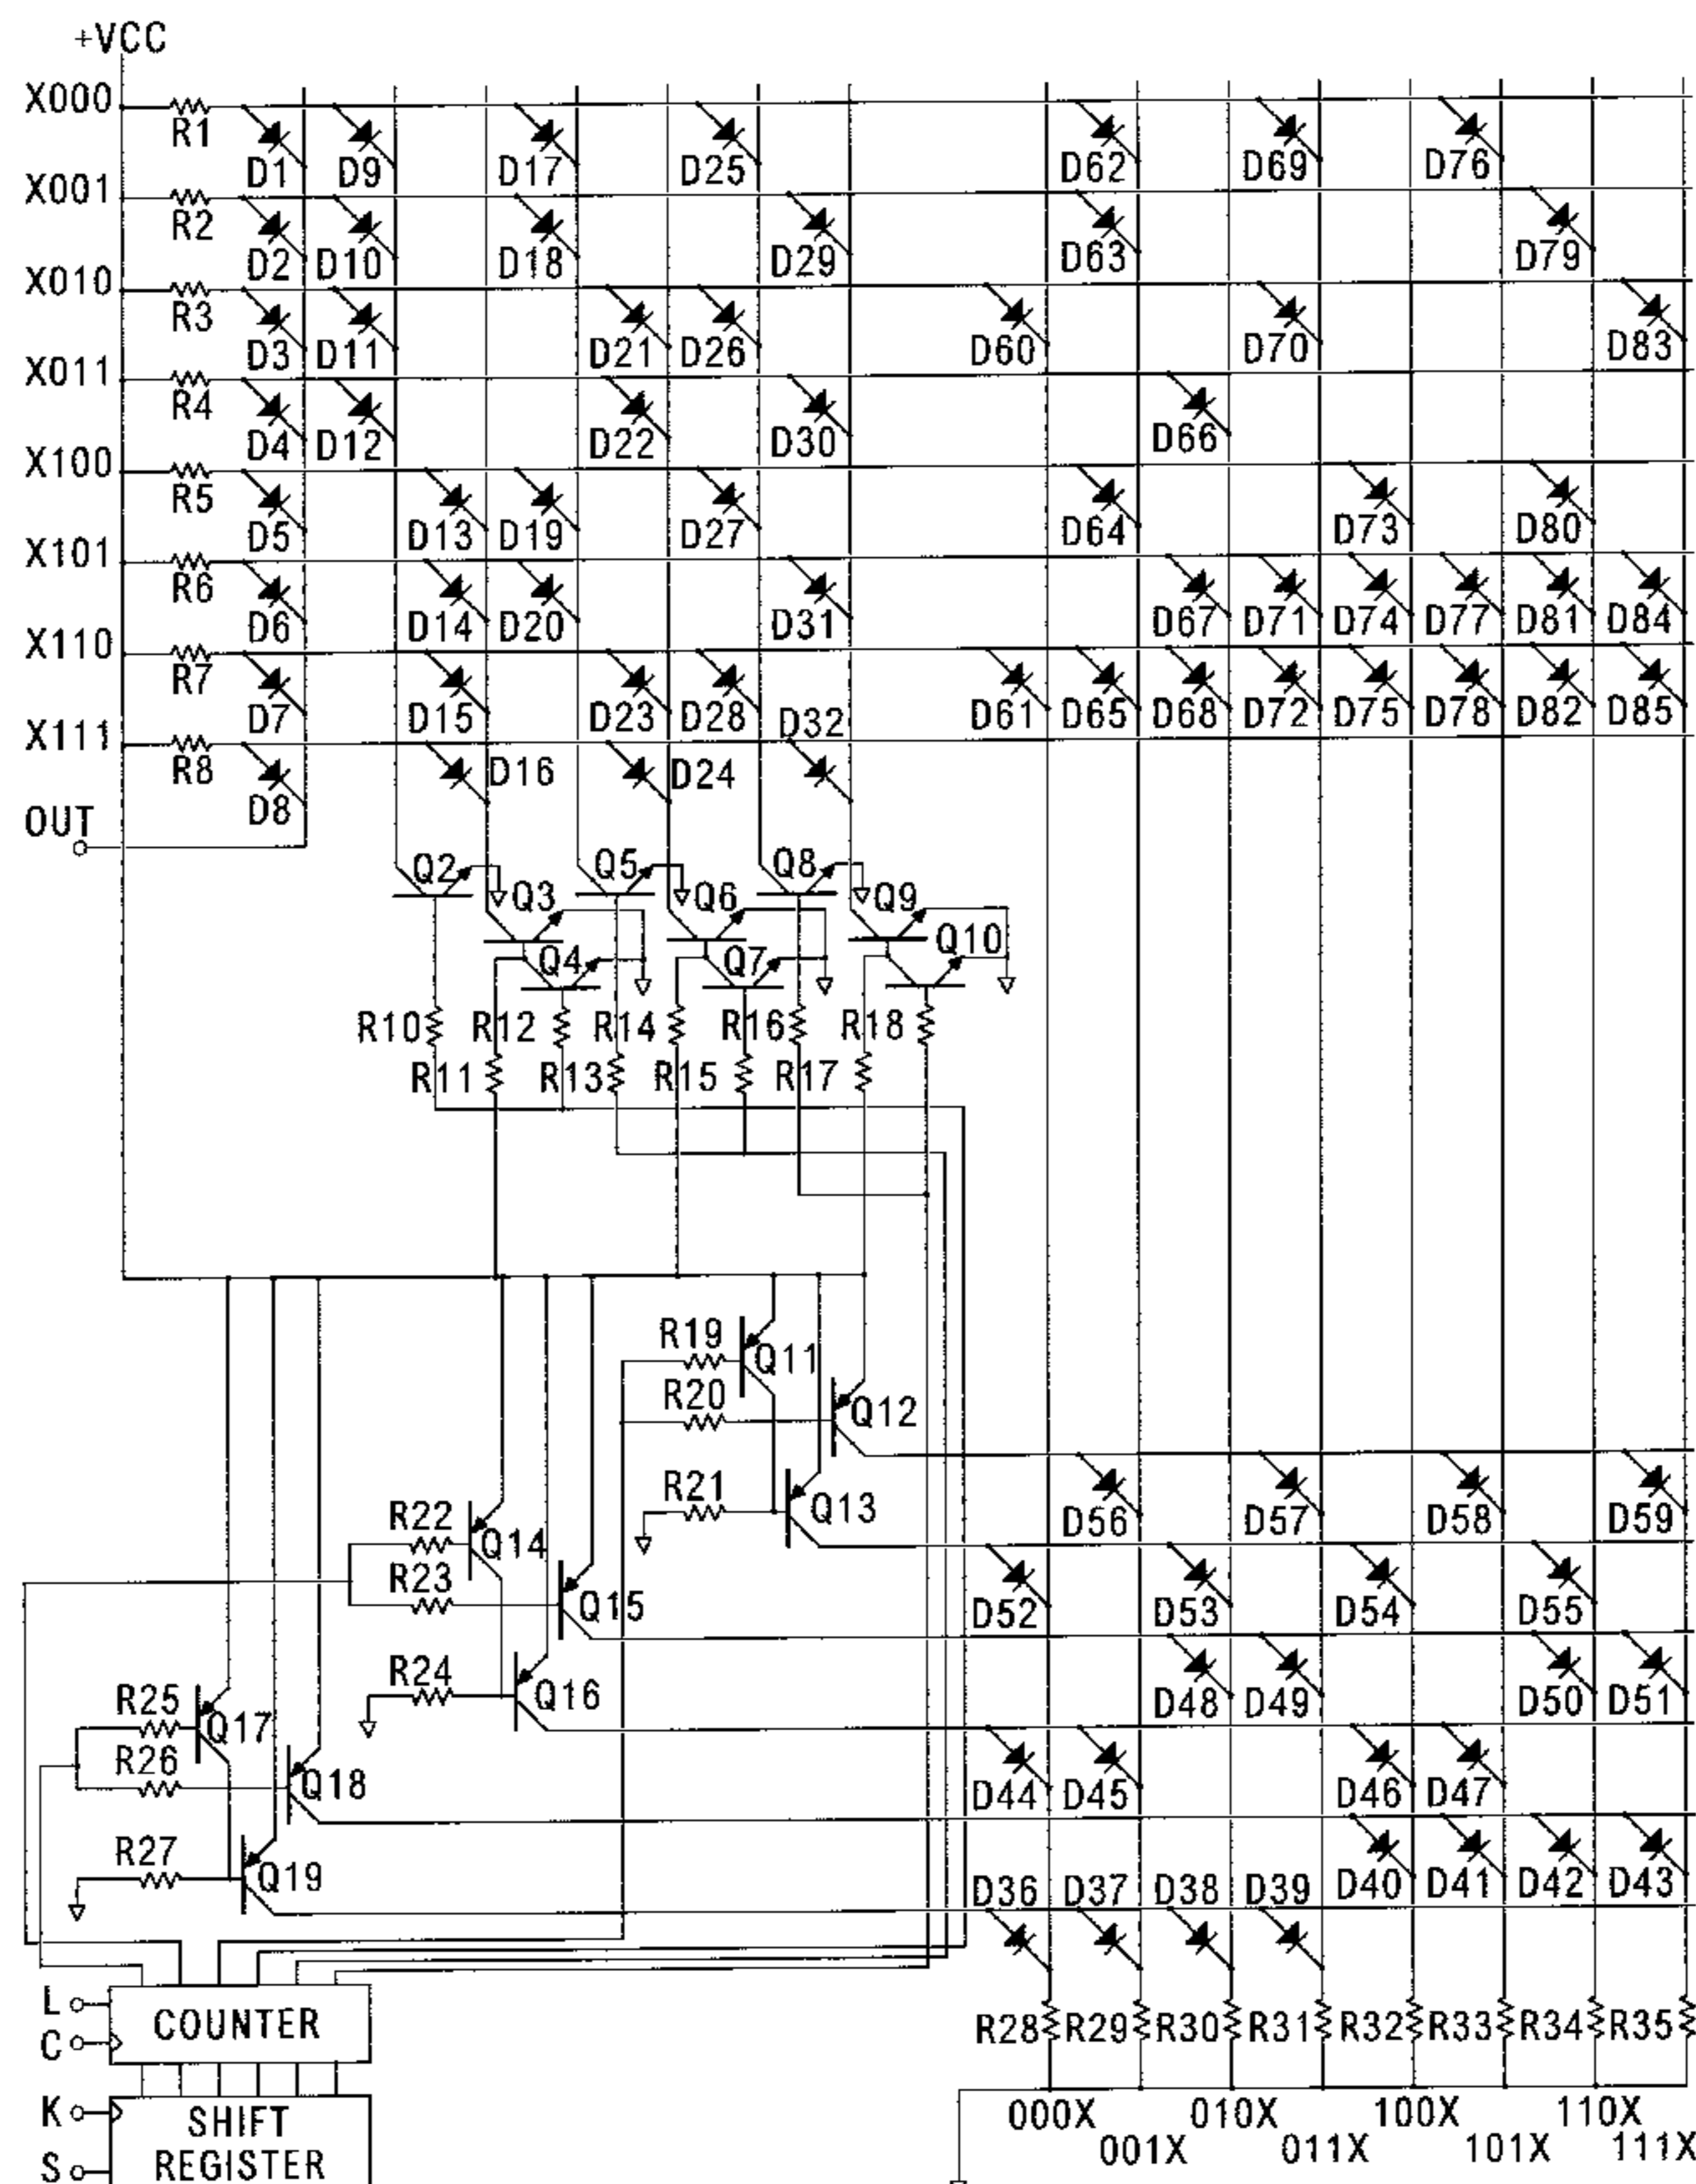 +VCC
X000
R1 D1 D9 D17 D25 D62 D69 D76
X001
R2 D2 D10 D18 D29 D63 D79
X010
R3 D3 D11 D21 D26 D60 D70 D83
X011
R4 D4 D12 D22 D30 D66
X100
R5 D5 D13 D19 D27 D64 D73 D80
X101
R6 D6 D14 D20 D31 D67 D71 D74 D77 D81 D84
X110
R7 D7 D15 D23 D28 D32 D61 D65 D68 D72 D75 D78 D82 D85
X111
R8 D8 D16 D24
OUT
Q2 Q5 Q8
Q3 Q6 Q9
Q4 Q7 Q10
R10 R12 R14 R16 R18
R11 R13 R15 R17
R19 Q11
R20 Q12
R21 Q13 D56 D57 D58 D59
R22 Q14
R23 Q15 D52 D53 D54 D55
R24 Q16 D48 D49 D50 D51
R25 Q17
R26 Q18 D44 D45 D46 D47
R27 Q19 D36 D37 D38 D39 D40 D41 D42 D43
L
COUNTER
C
R28 R29 R30 R31 R32 R33 R34 R35
K
SHIFT
REGISTER
S
000X 010X 100X 110X
001X 011X 101X 111X